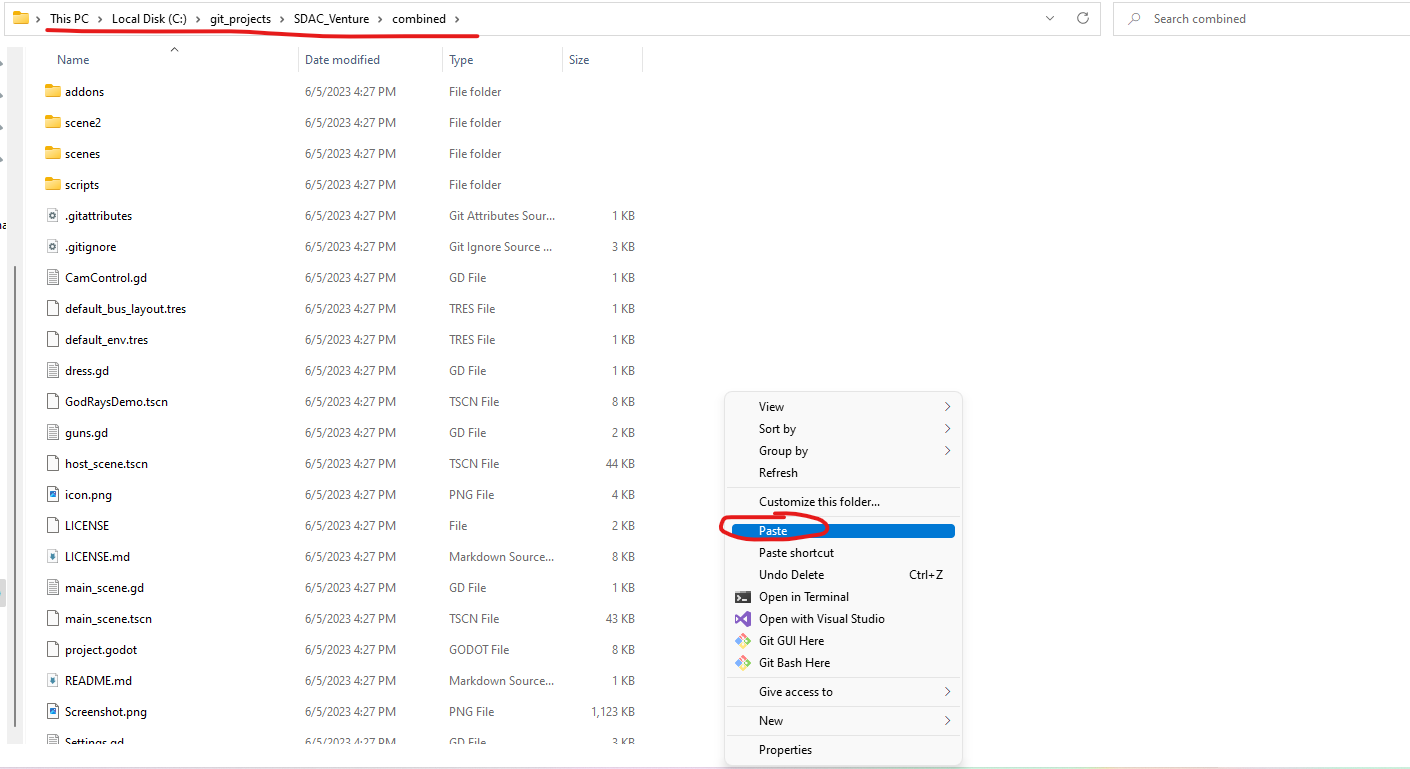 This PC > Local Disk (C:) > git_projects > SDAC_Venture > combined >
Search combined
Name Date modified Type Size
addons 6/5/2023 4:27 PM File folder
scene2 6/5/2023 4:27 PM File folder
scenes 6/5/2023 4:27 PM File folder
scripts 6/5/2023 4:27 PM File folder
.gitattributes 6/5/2023 4:27 PM Git Attributes Sour... 1 KB
.gitignore 6/5/2023 4:27 PM Git Ignore Source ... 3 KB
CamControl.gd 6/5/2023 4:27 PM GD File 1 KB
default_bus_layout.tres 6/5/2023 4:27 PM TRES File 1 KB
default_env.tres 6/5/2023 4:27 PM TRES File 1 KB
dress.gd 6/5/2023 4:27 PM GD File 1 KB
GodRaysDemo.tscn 6/5/2023 4:27 PM TSCN File 8 KB
guns.gd 6/5/2023 4:27 PM GD File 2 KB
host_scene.tscn 6/5/2023 4:27 PM TSCN File 44 KB
icon.png 6/5/2023 4:27 PM PNG File 4 KB
LICENSE 6/5/2023 4:27 PM File 2 KB
LICENSE.md 6/5/2023 4:27 PM Markdown Source... 8 KB
main_scene.gd 6/5/2023 4:27 PM GD File 1 KB
main_scene.tscn 6/5/2023 4:27 PM TSCN File 43 KB
project.godot 6/5/2023 4:27 PM GODOT File 8 KB
README.md 6/5/2023 4:27 PM Markdown Source... 1 KB
Screenshot.png 6/5/2023 4:27 PM PNG File 1,123 KB
Settings.gd 6/5/2023 4:27 PM GD File 3 KB
View
Sort by
Group by
Refresh
Customize this folder...
Paste
Paste shortcut
Undo Delete Ctrl+Z
Open in Terminal
Open with Visual Studio
Git GUI Here
Git Bash Here
Give access to
New
Properties